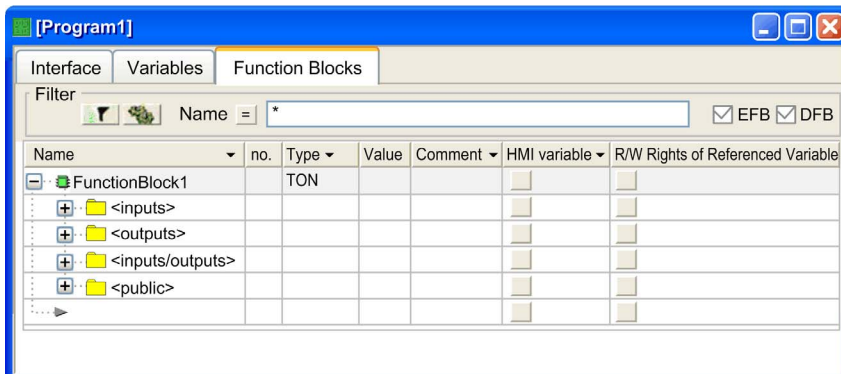 [Program1]
Interface Variables Function Blocks
Filter
Name = *
EFB DFB
Name no. Type Value Comment HMI variable R/W Rights of Referenced Variable
FunctionBlock1 TON
<inputs>
<outputs>
<inputs/outputs>
<public>